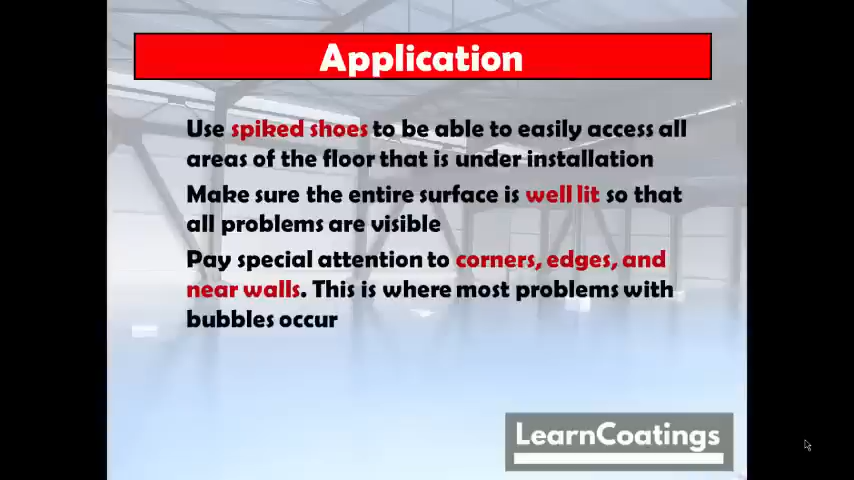 Application
Use spiked shoes to be able to easily access all
areas of the floor that is under installation
Make sure the entire surface is well lit so that
all problems are visible
Pay special attention to corners, edges, and
near walls. This is where most problems with
bubbles occur
LearnCoatings